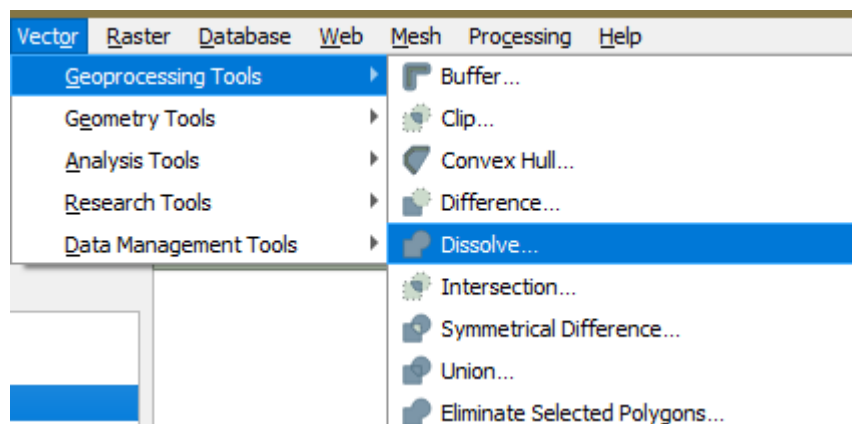 Vector Raster Database Web Mesh Processing Help
Geoprocessing Tools
Geometry Tools
Analysis Tools
Research Tools
Data Management Tools
Buffer...
Clip...
Convex Hull...
Difference...
Dissolve...
Intersection...
Symmetrical Difference...
Union...
Eliminate Selected Polygons...